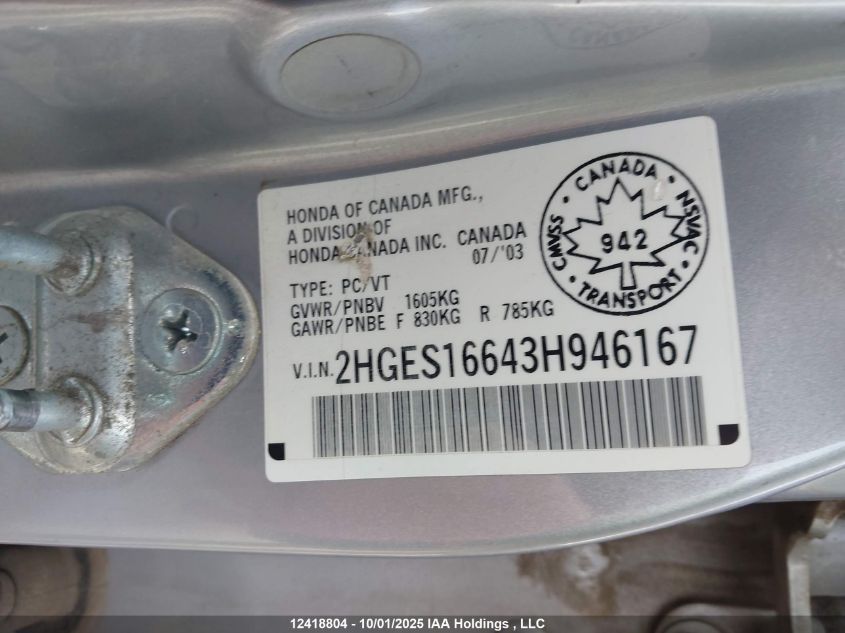 HONDA OF CANADA MFG.,
A DIVISION OF
HONDA CANADA INC. CANADA
07/'03
TYPE: PC/VT
GVWR/PNBV 1605KG
GAWR/PNBE F 830KG R 785KG
V.I.N. 2HGES16643H946167
· CANADA ·
CMVSS
942
NSVAC
· TRANSPORT ·
12418804 - 10/01/2025 IAA Holdings , LLC